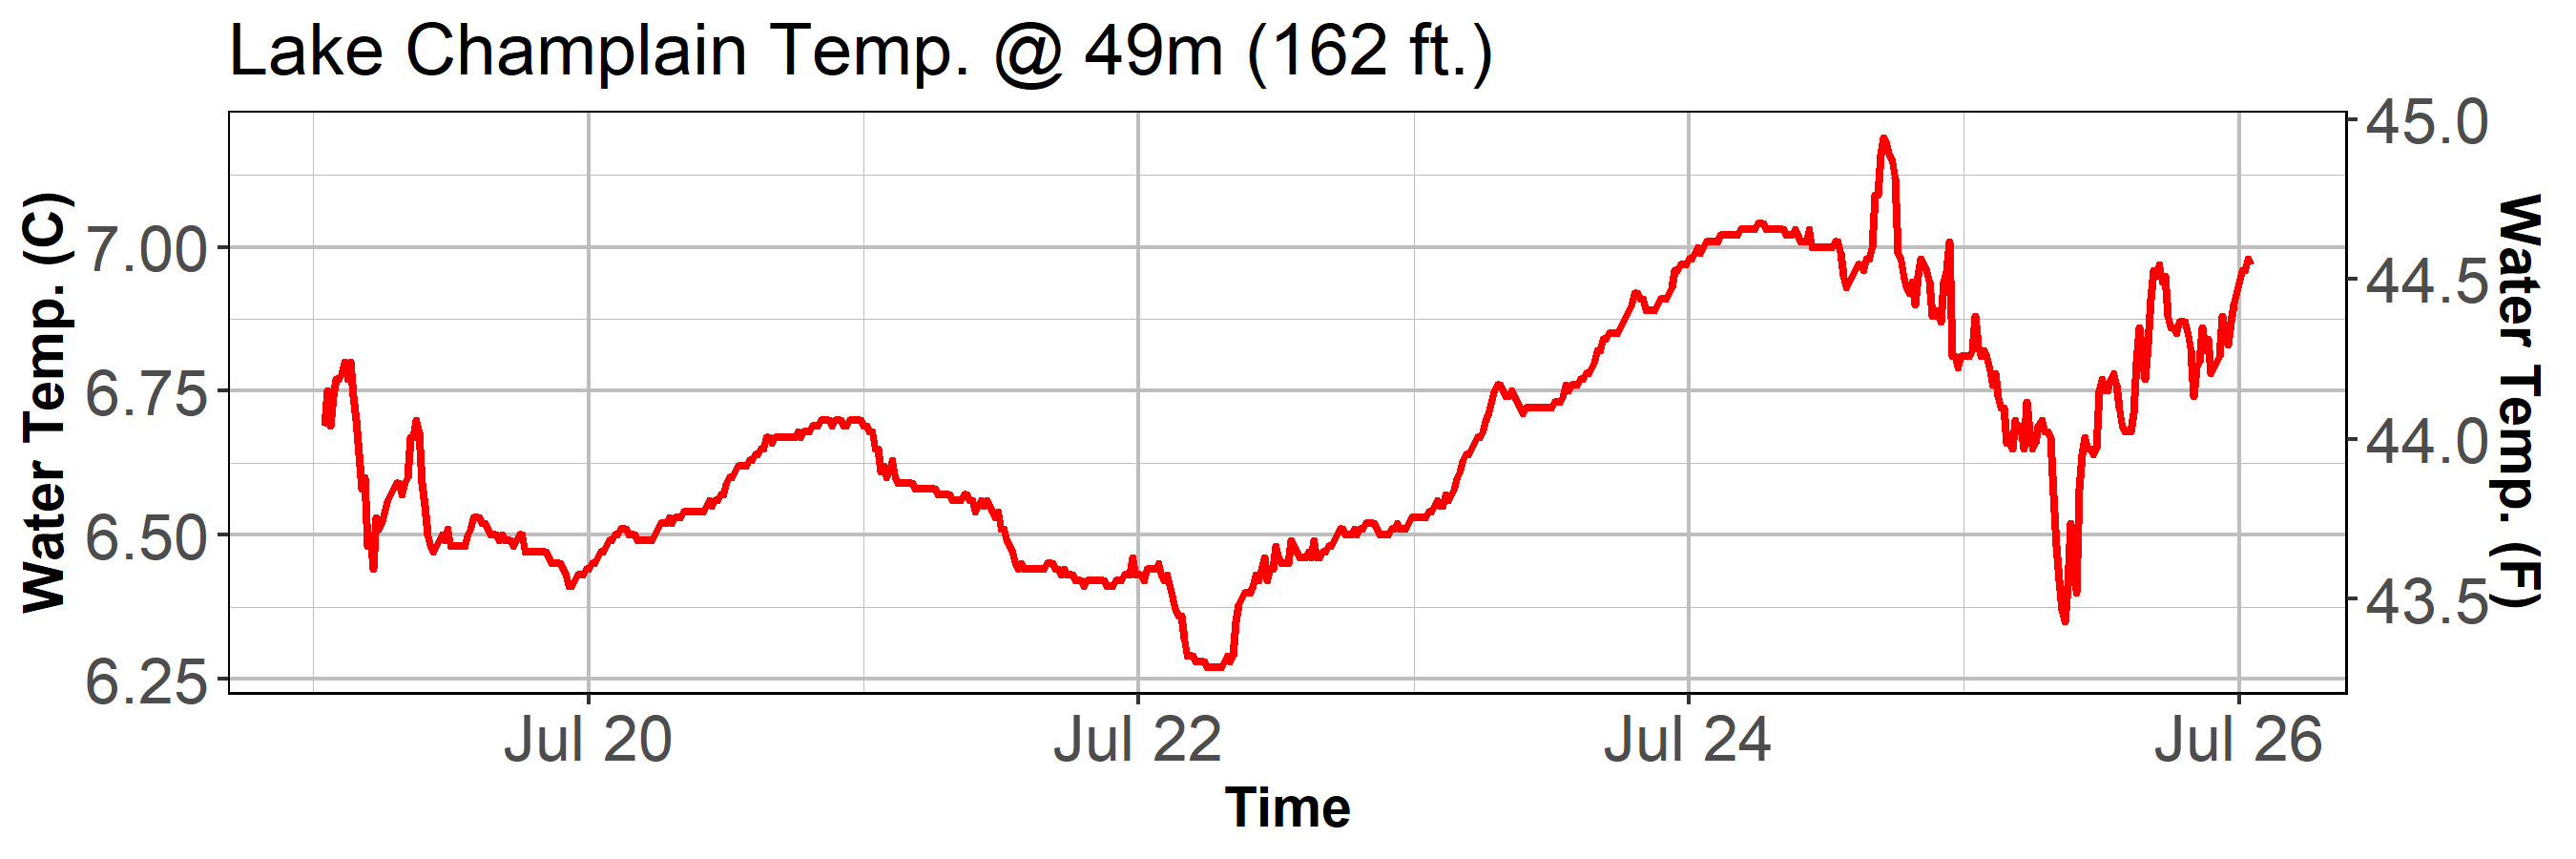 Lake Champlain Temp. @ 49m (162 ft.)
Water Temp. (C)
7.00
6.75
6.50
6.25
45.0
44.5
44.0
43.5
Water Temp. (F)
Jul 20 Jul 22 Jul 24 Jul 26
Time